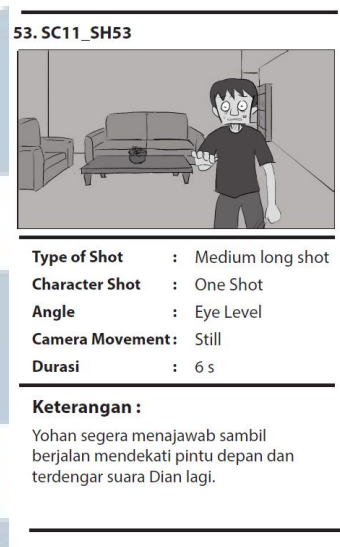 53. SC11_SH53
Type of Shot : Medium long shot
Character Shot : One Shot
Angle : Eye Level
Camera Movement : Still
Durasi : 6 s
Keterangan :
Yohan segera menajawab sambil
berjalan mendekati pintu depan dan
terdengar suara Dian lagi.